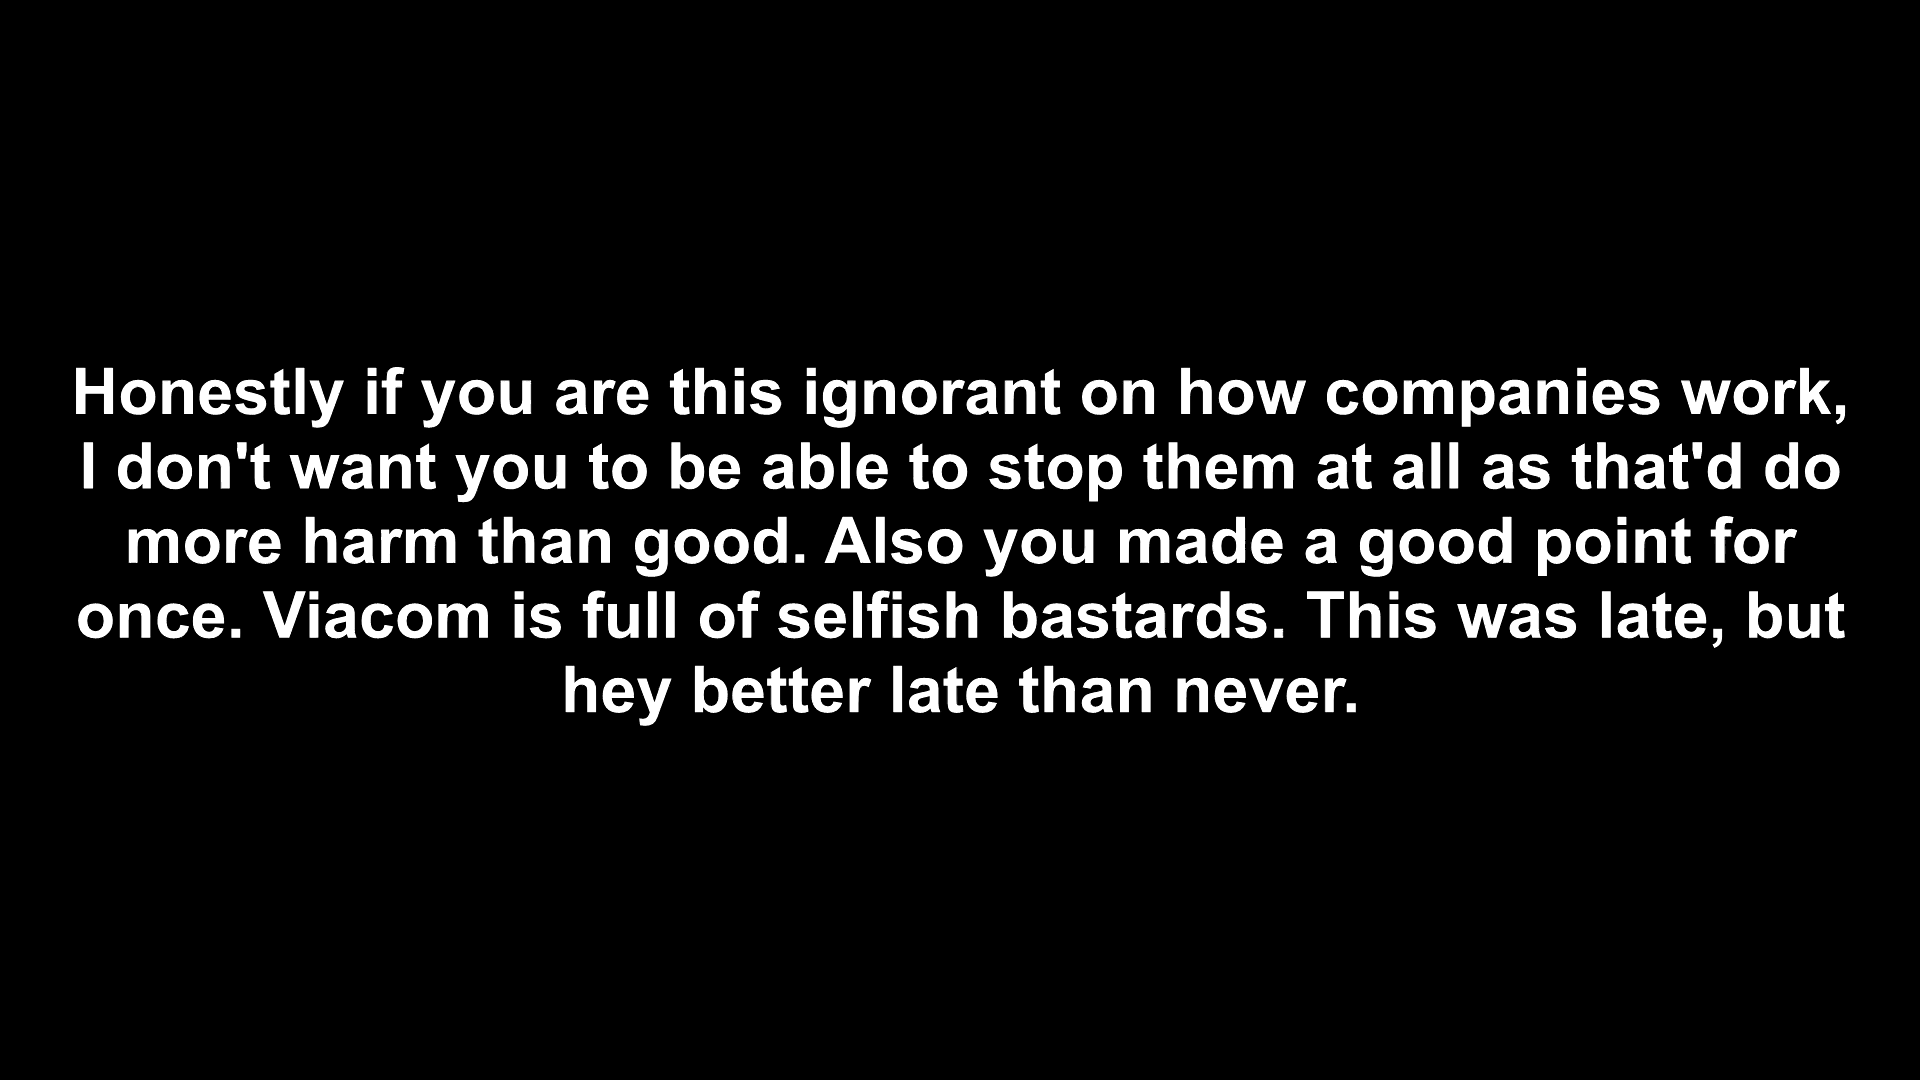 Honestly if you are this ignorant on how companies work,
I don't want you to be able to stop them at all as that'd do
more harm than good. Also you made a good point for
once. Viacom is full of selfish bastards. This was late, but
hey better late than never.